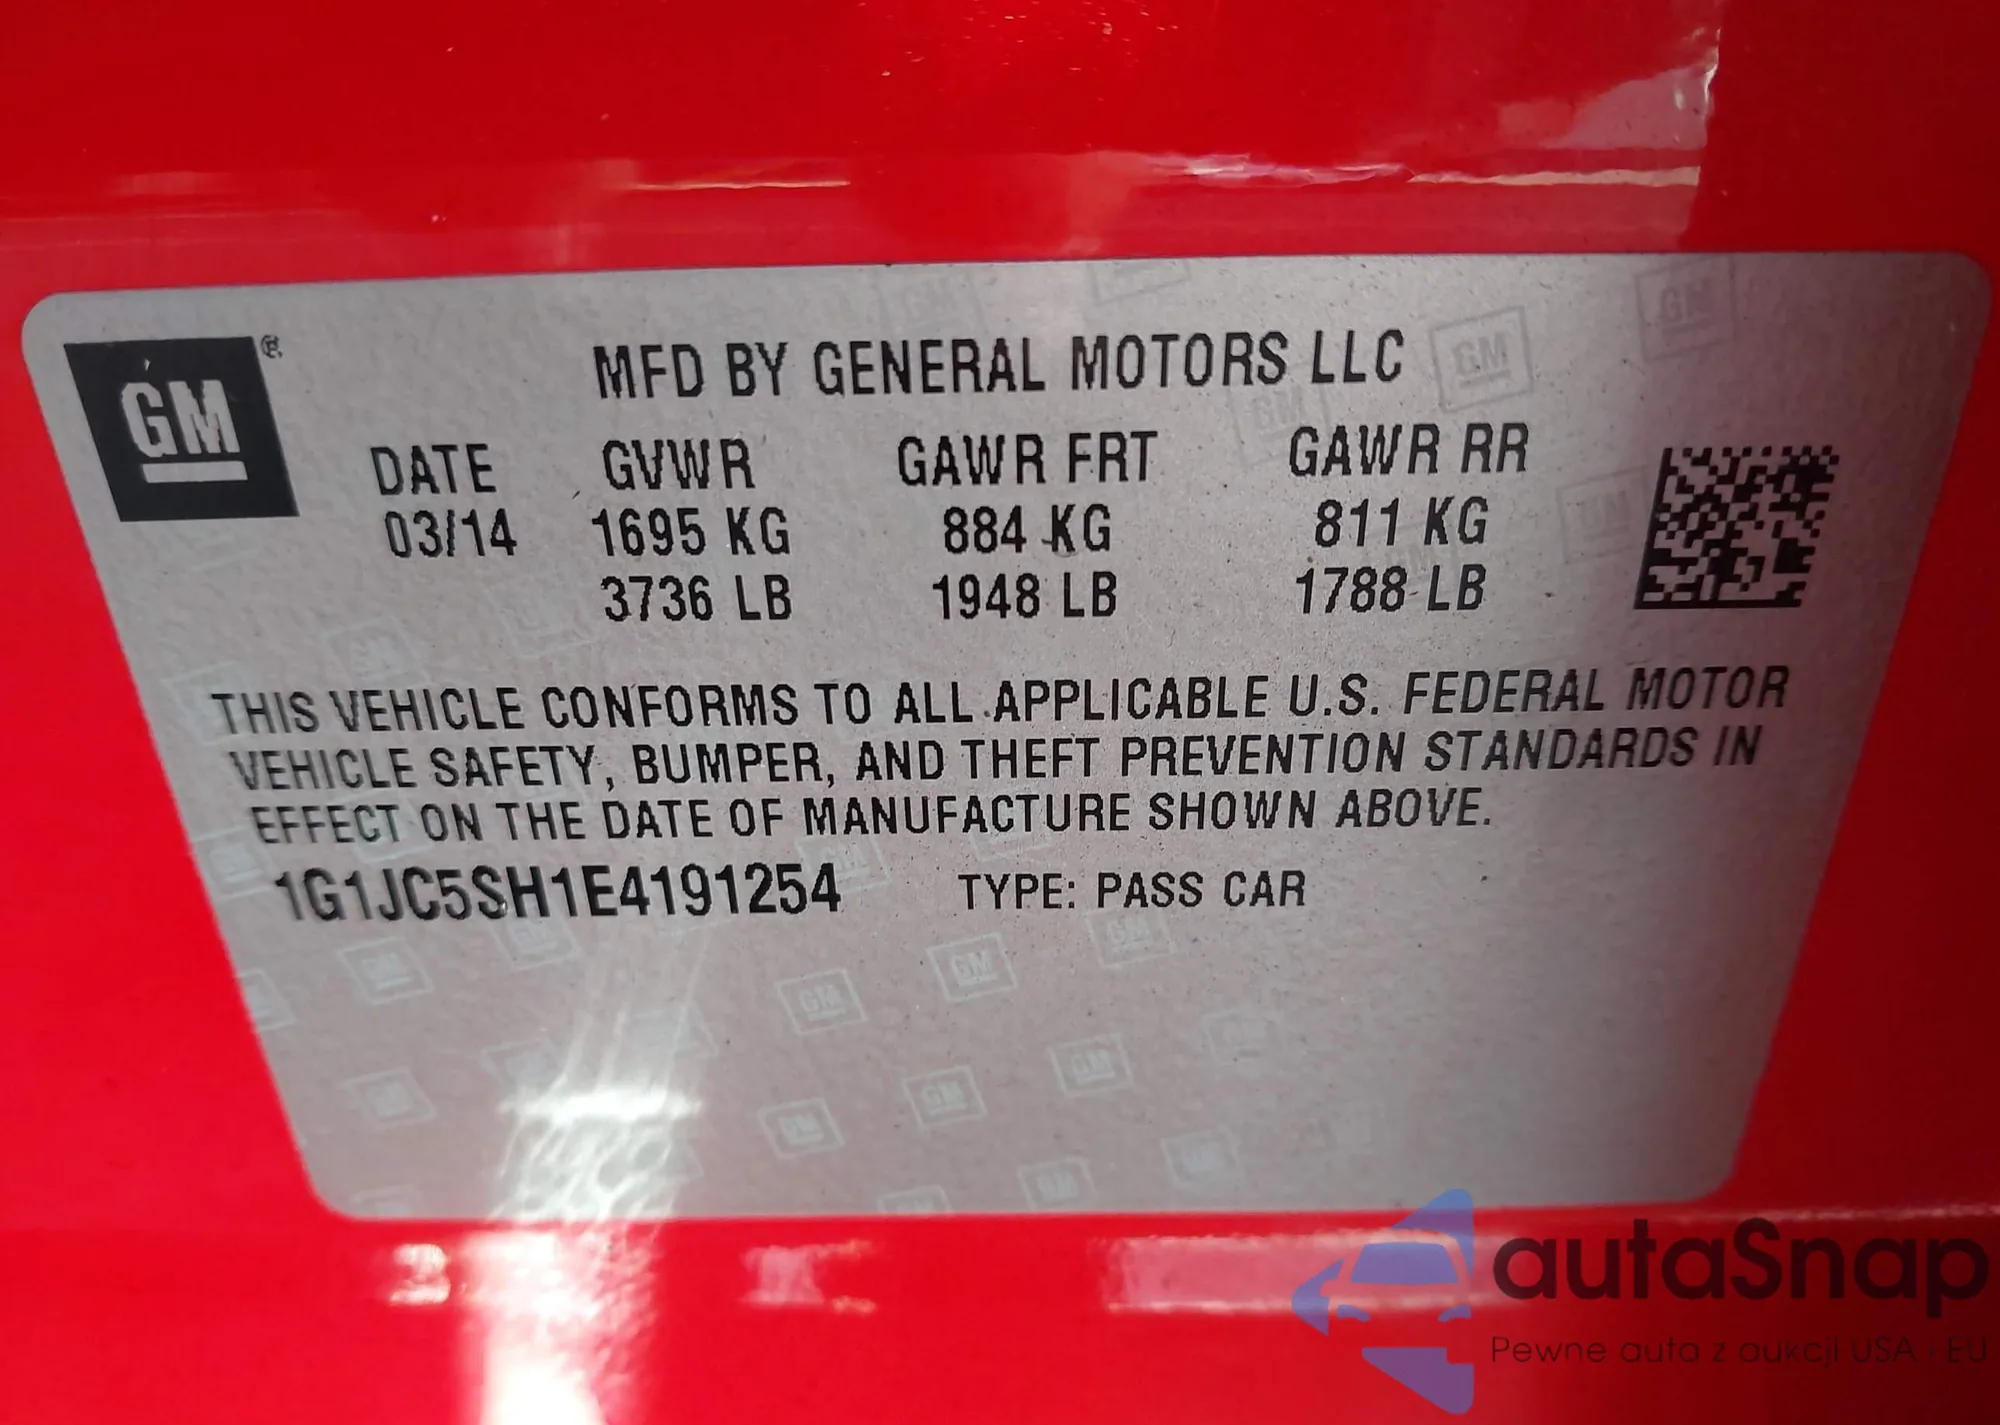 GM®
MFD BY GENERAL MOTORS LLC
DATE GVWR GAWR FRT GAWR RR
03/14 1695 KG 884 KG 811 KG
3736 LB 1948 LB 1788 LB
THIS VEHICLE CONFORMS TO ALL APPLICABLE U.S. FEDERAL MOTOR
VEHICLE SAFETY, BUMPER, AND THEFT PREVENTION STANDARDS IN
EFFECT ON THE DATE OF MANUFACTURE SHOWN ABOVE.
1G1JC5SH1E4191254 TYPE: PASS CAR
autaSnap
Pewne auta z aukcji USA i EU